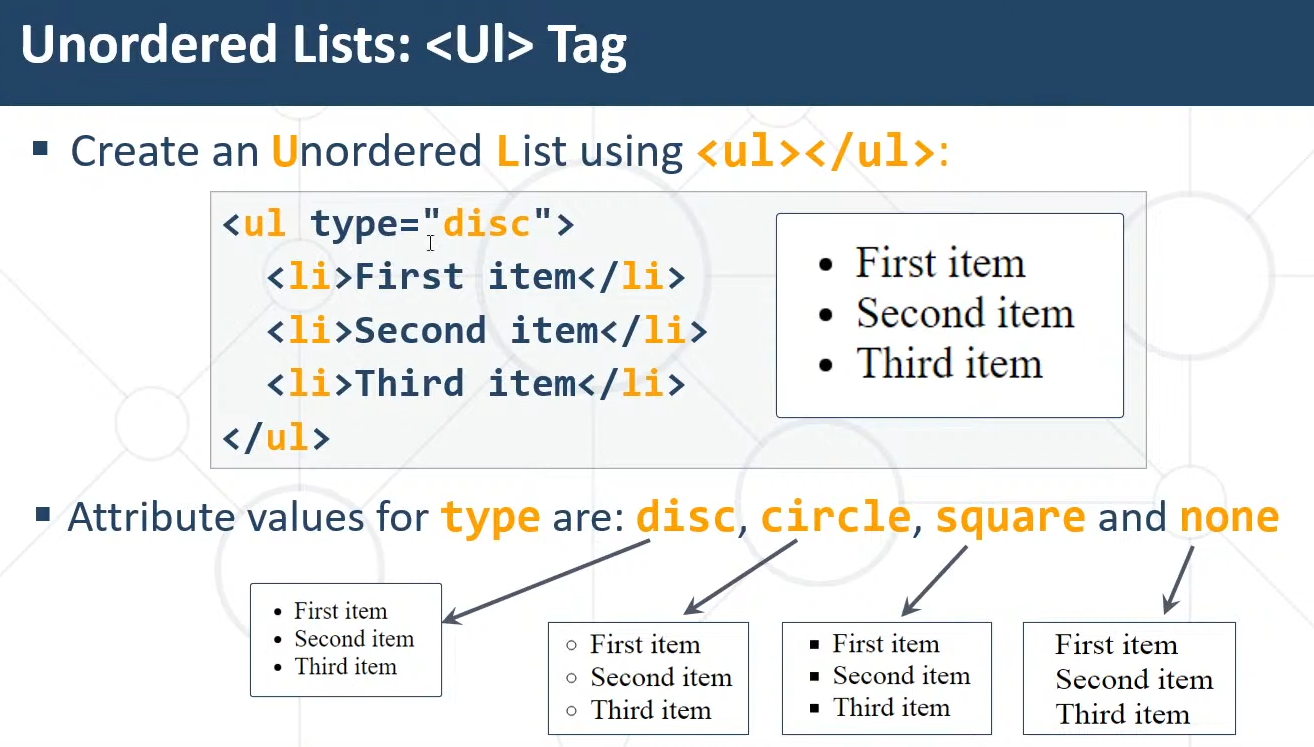 Unordered Lists: <Ul> Tag
▪ Create an Unordered List using <ul></ul>:
<ul type="disc">
<li>First item</li>
<li>Second item</li>
<li>Third item</li>
</ul>
• First item
• Second item
• Third item
▪ Attribute values for type are: disc, circle, square and none
• First item
• Second item
• Third item
○ First item
○ Second item
○ Third item
▪ First item
▪ Second item
▪ Third item
First item
Second item
Third item